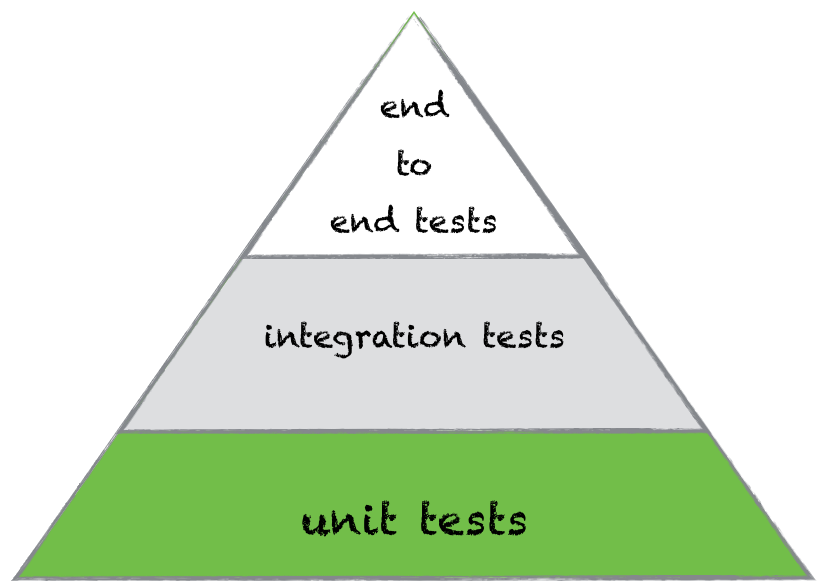 end
to
end tests
integration tests
unit tests